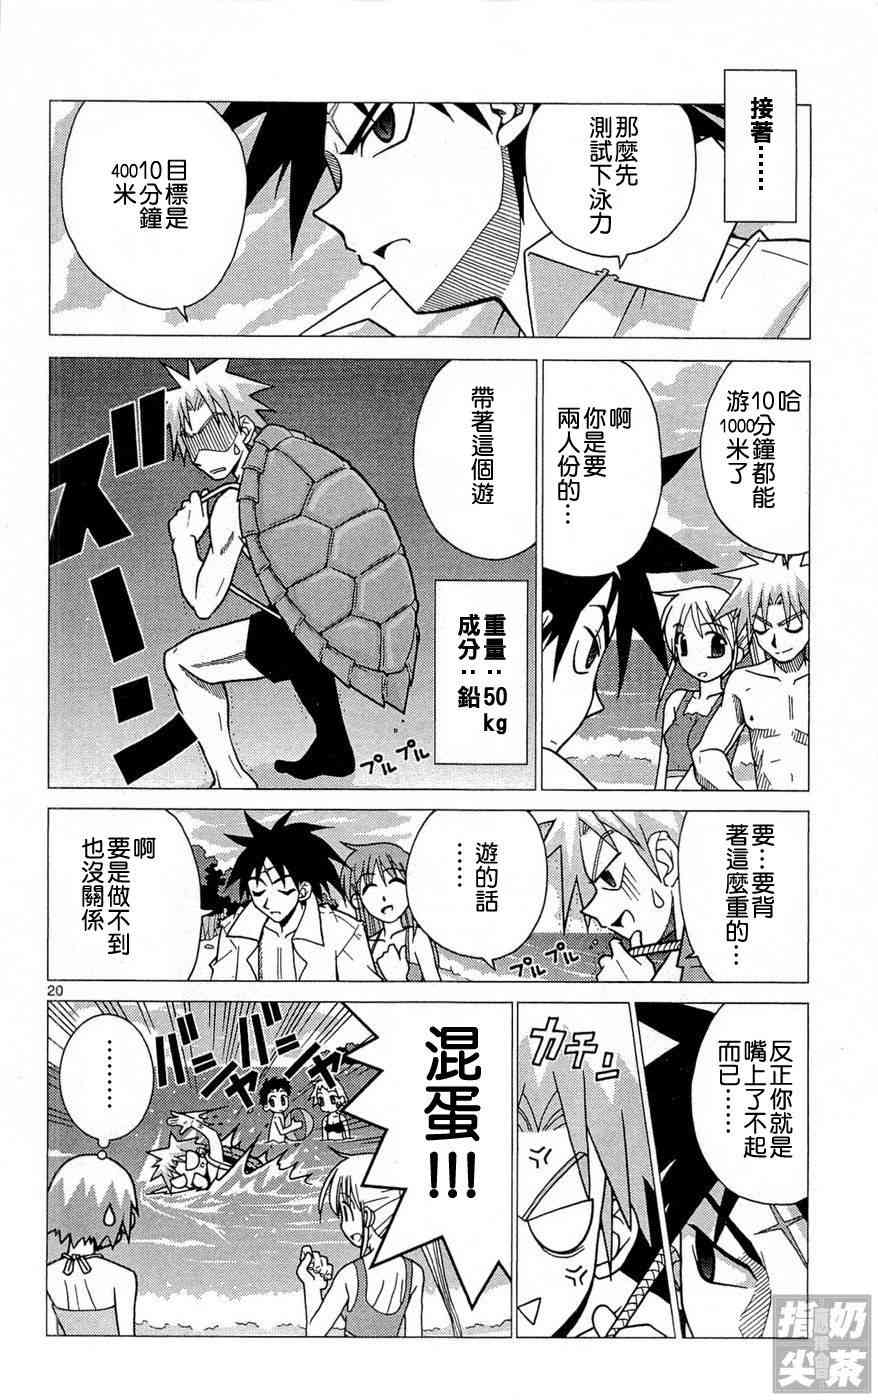 接著……
那麼先
測試下泳力
目標是
10分鐘
400米
哈
10分鐘都能
游1000
米了
啊
你是要
兩人份的…
帶著這個遊
重量：50kg
成分：鉛
ズーン
プルプル
要…要背
著這麼重的…
遊的話
……
プルプル
啊
要是做不到
也沒關係
20
反正你就是
嘴上了不起
而已……
カチン
混蛋!!!
バシャ
バシャ
………
指尖奶茶